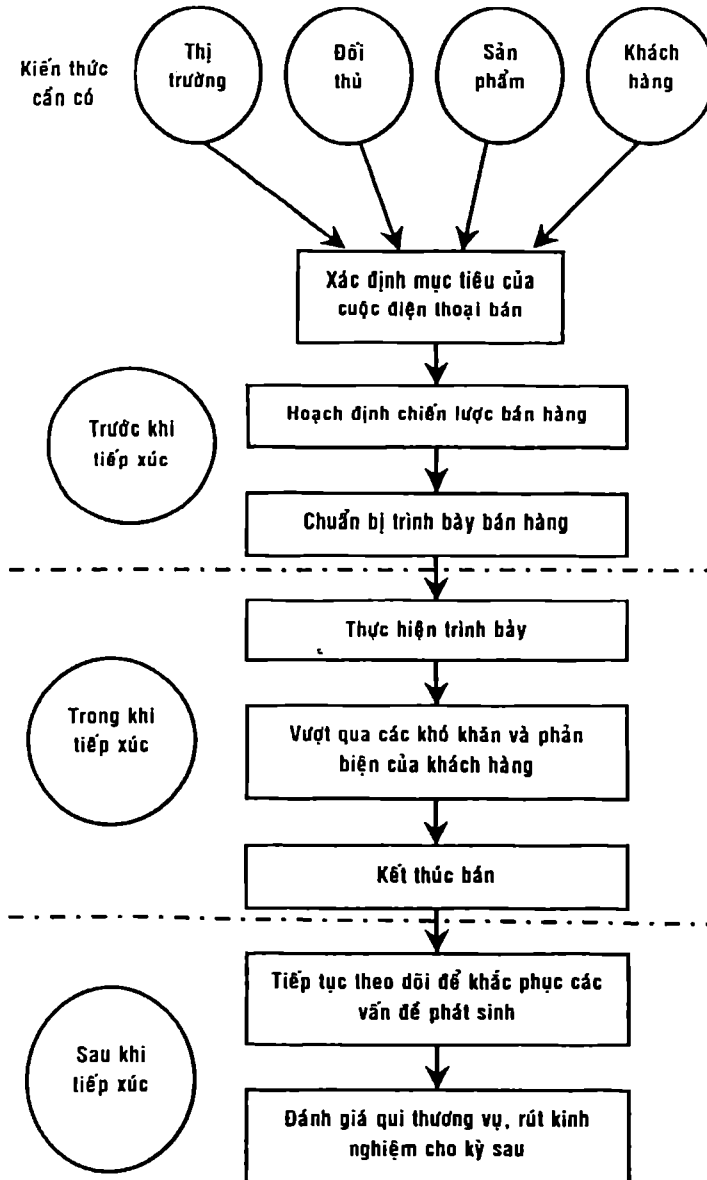 Kiến thức
cần có
Thị
trường
Đối
thủ
Sản
phẩm
Khách
hàng
Xác định mục tiêu của
cuộc điện thoại bán
Trước khi
tiếp xúc
Hoạch định chiến lược bán hàng
Chuẩn bị trình bày bán hàng
Thực hiện trình bày
Trong khi
tiếp xúc
Vượt qua các khó khăn và phản
biện của khách hàng
Kết thúc bán
Sau khi
tiếp xúc
Tiếp tục theo dõi để khắc phục các
vấn đề phát sinh
Đánh giá qui thương vụ, rút kinh
nghiệm cho kỳ sau